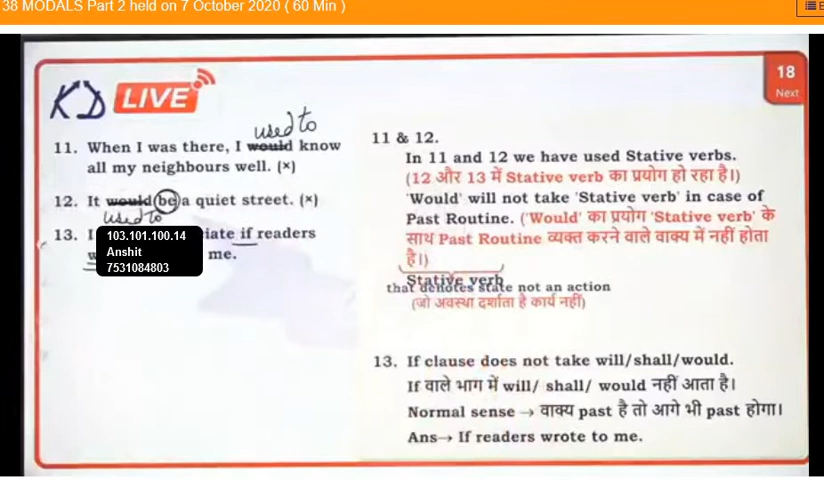 38 MODALS Part 2 held on 7 October 2020 ( 60 Min )
E
18
Next
KD LIVE
used to
11. When I was there, I would know
all my neighbours well. (×)
12. It would be a quiet street. (×)
used to
13. I iate if readers
me.
103.101.100.14
Anshit
7531084803
11 & 12.
In 11 and 12 we have used Stative verbs.
(12 और 13 में Stative verb का प्रयोग हो रहा है।)
'Would' will not take 'Stative verb' in case of
Past Routine. ('Would' का प्रयोग 'Stative verb' के
साथ Past Routine व्यक्त करने वाले वाक्य में नहीं होता
है।)
Stative verb
that denotes state not an action
(जो अवस्था दर्शाता है कार्य नहीं)
13. If clause does not take will/shall/would.
If वाले भाग में will/ shall/ would नहीं आता है।
Normal sense → वाक्य past है तो आगे भी past होगा।
Ans→ If readers wrote to me.